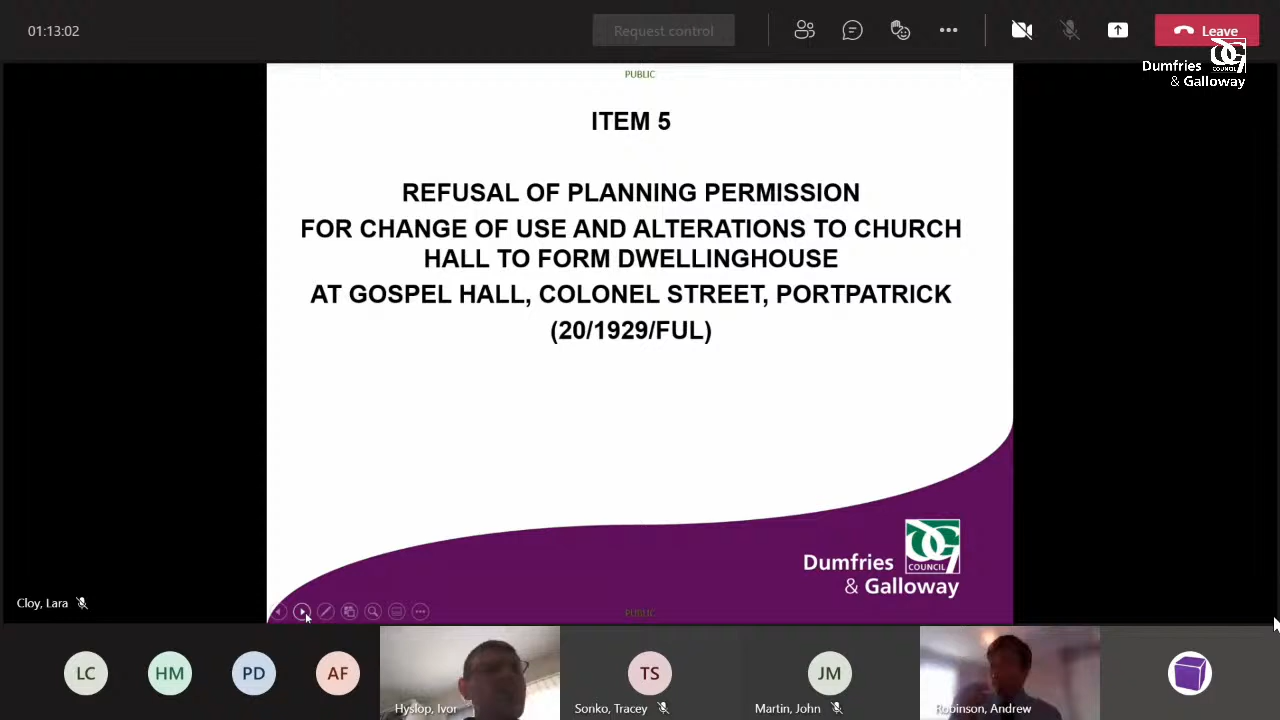 01:13:02
Request control
Leave
Dumfries
COUNCIL
& Galloway
PUBLIC
ITEM 5
REFUSAL OF PLANNING PERMISSION
FOR CHANGE OF USE AND ALTERATIONS TO CHURCH
HALL TO FORM DWELLINGHOUSE
AT GOSPEL HALL, COLONEL STREET, PORTPATRICK
(20/1929/FUL)
Dumfries
COUNCIL
& Galloway
PUBLIC
Cloy, Lara
LC
HM
PD
AF
Hyslop, Ivor
TS
Sonko, Tracey
JM
Martin, John
Robinson, Andrew